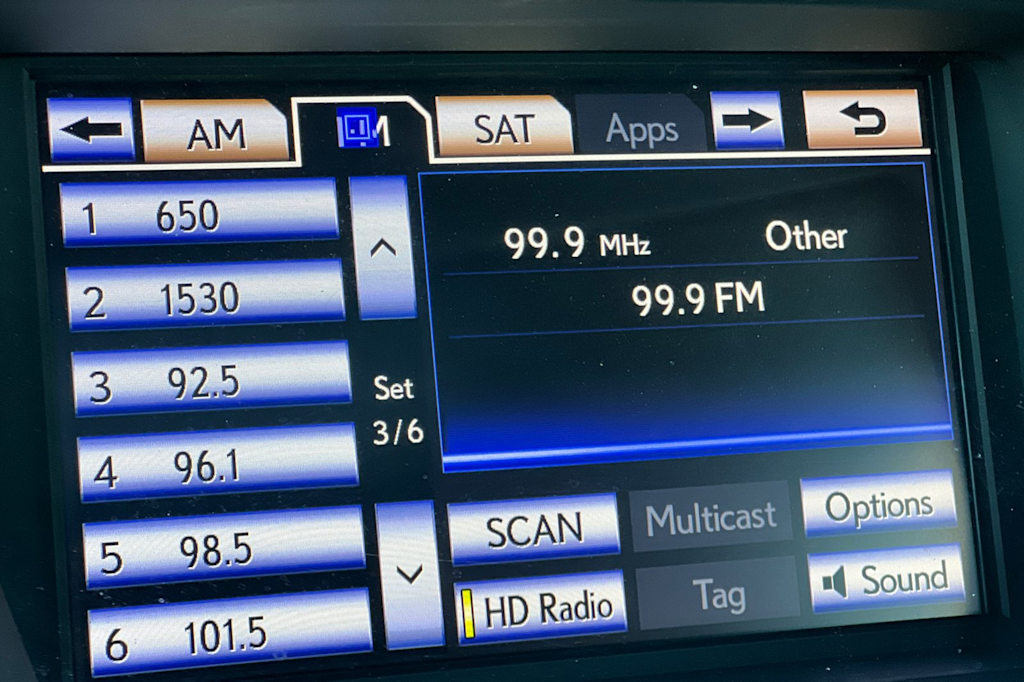 AM
SAT
Apps
1 650
2 1530
3 92.5
4 96.1
5 98.5
6 101.5
Set
3/6
99.9 MHz Other
99.9 FM
SCAN
Multicast
Options
HD Radio
Tag
Sound